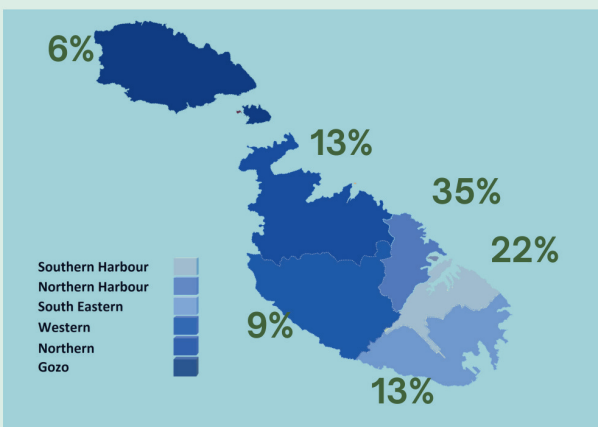 6%
13%
35%
22%
Southern Harbour
Northern Harbour
South Eastern
Western
Northern
Gozo
9%
13%